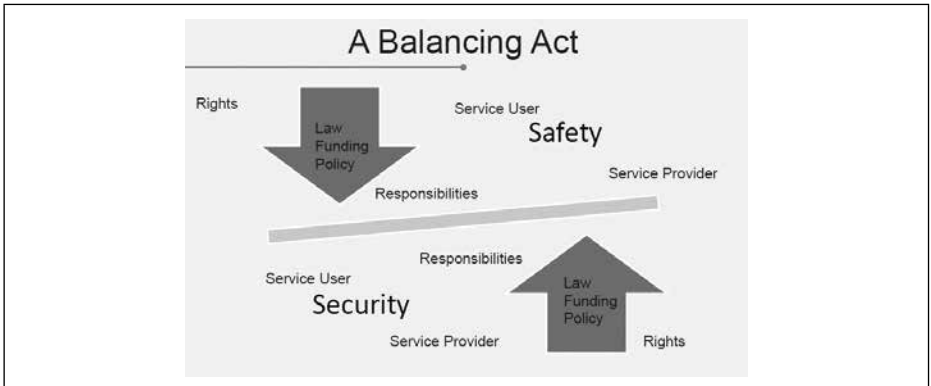 A Balancing Act
Rights
Service User
Law
Funding
Policy
Safety
Service Provider
Responsibilities
Responsibilities
Service User
Security
Law
Funding
Policy
Service Provider
Rights